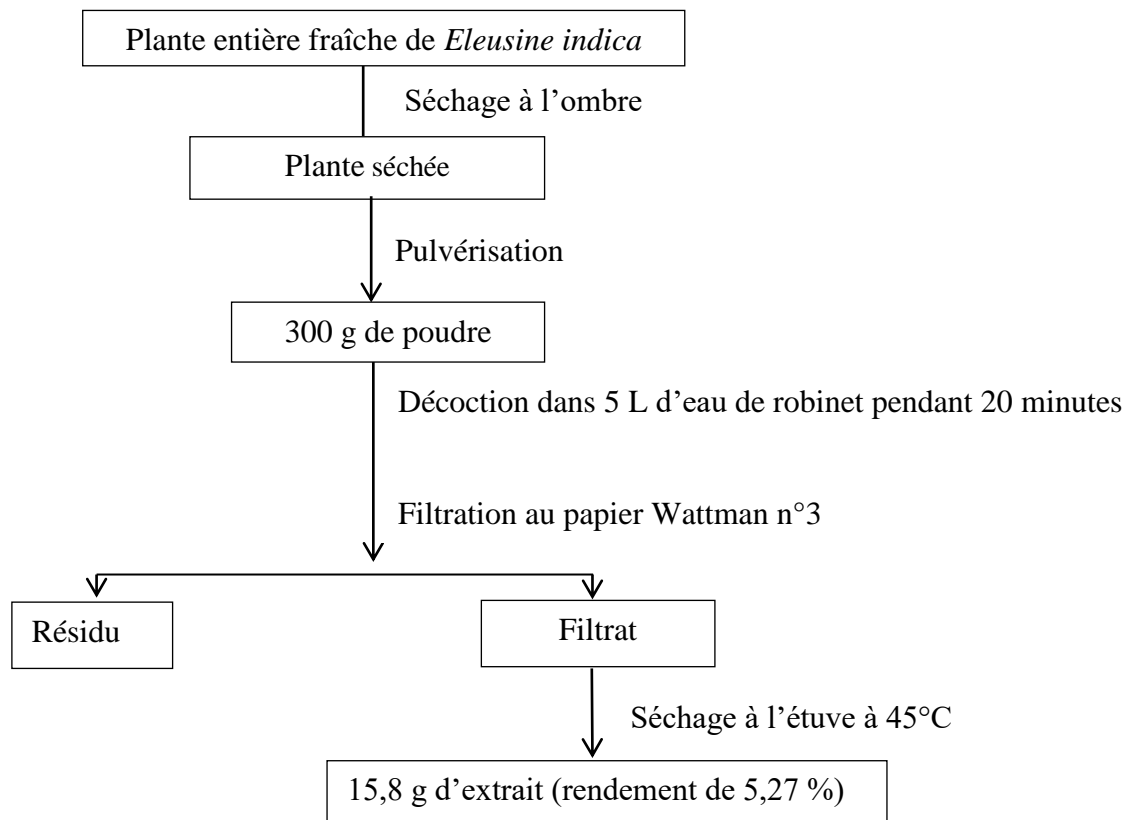 Plante entière fraîche de Eleusine indica
Séchage à l’ombre
Plante séchée
Pulvérisation
300 g de poudre
Décoction dans 5 L d’eau de robinet pendant 20 minutes
Filtration au papier Wattman n°3
Résidu
Filtrat
Séchage à l’étuve à 45°C
15,8 g d’extrait (rendement de 5,27 %)